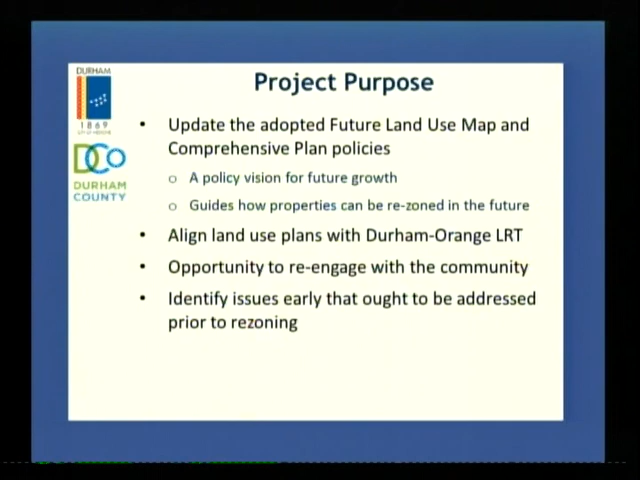 DURHAM
1869
CITY OF MEDICINE
DCO
DURHAM
COUNTY
Project Purpose
• Update the adopted Future Land Use Map and
Comprehensive Plan policies
o A policy vision for future growth
o Guides how properties can be re-zoned in the future
• Align land use plans with Durham-Orange LRT
• Opportunity to re-engage with the community
• Identify issues early that ought to be addressed
prior to rezoning